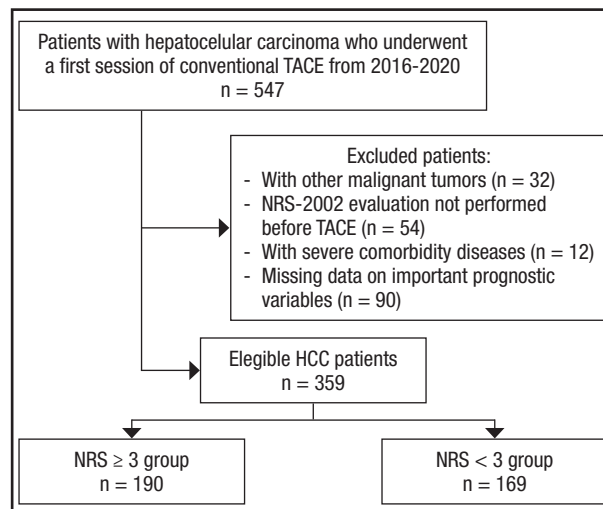 Patients with hepatocelular carcinoma who underwent
a first session of conventional TACE from 2016-2020
n = 547
Excluded patients:
- With other malignant tumors (n = 32)
- NRS-2002 evaluation not performed
before TACE (n = 54)
- With severe comorbidity diseases (n = 12)
- Missing data on important prognostic
variables (n = 90)
Elegible HCC patients
n = 359
NRS ≥ 3 group
n = 190
NRS < 3 group
n = 169